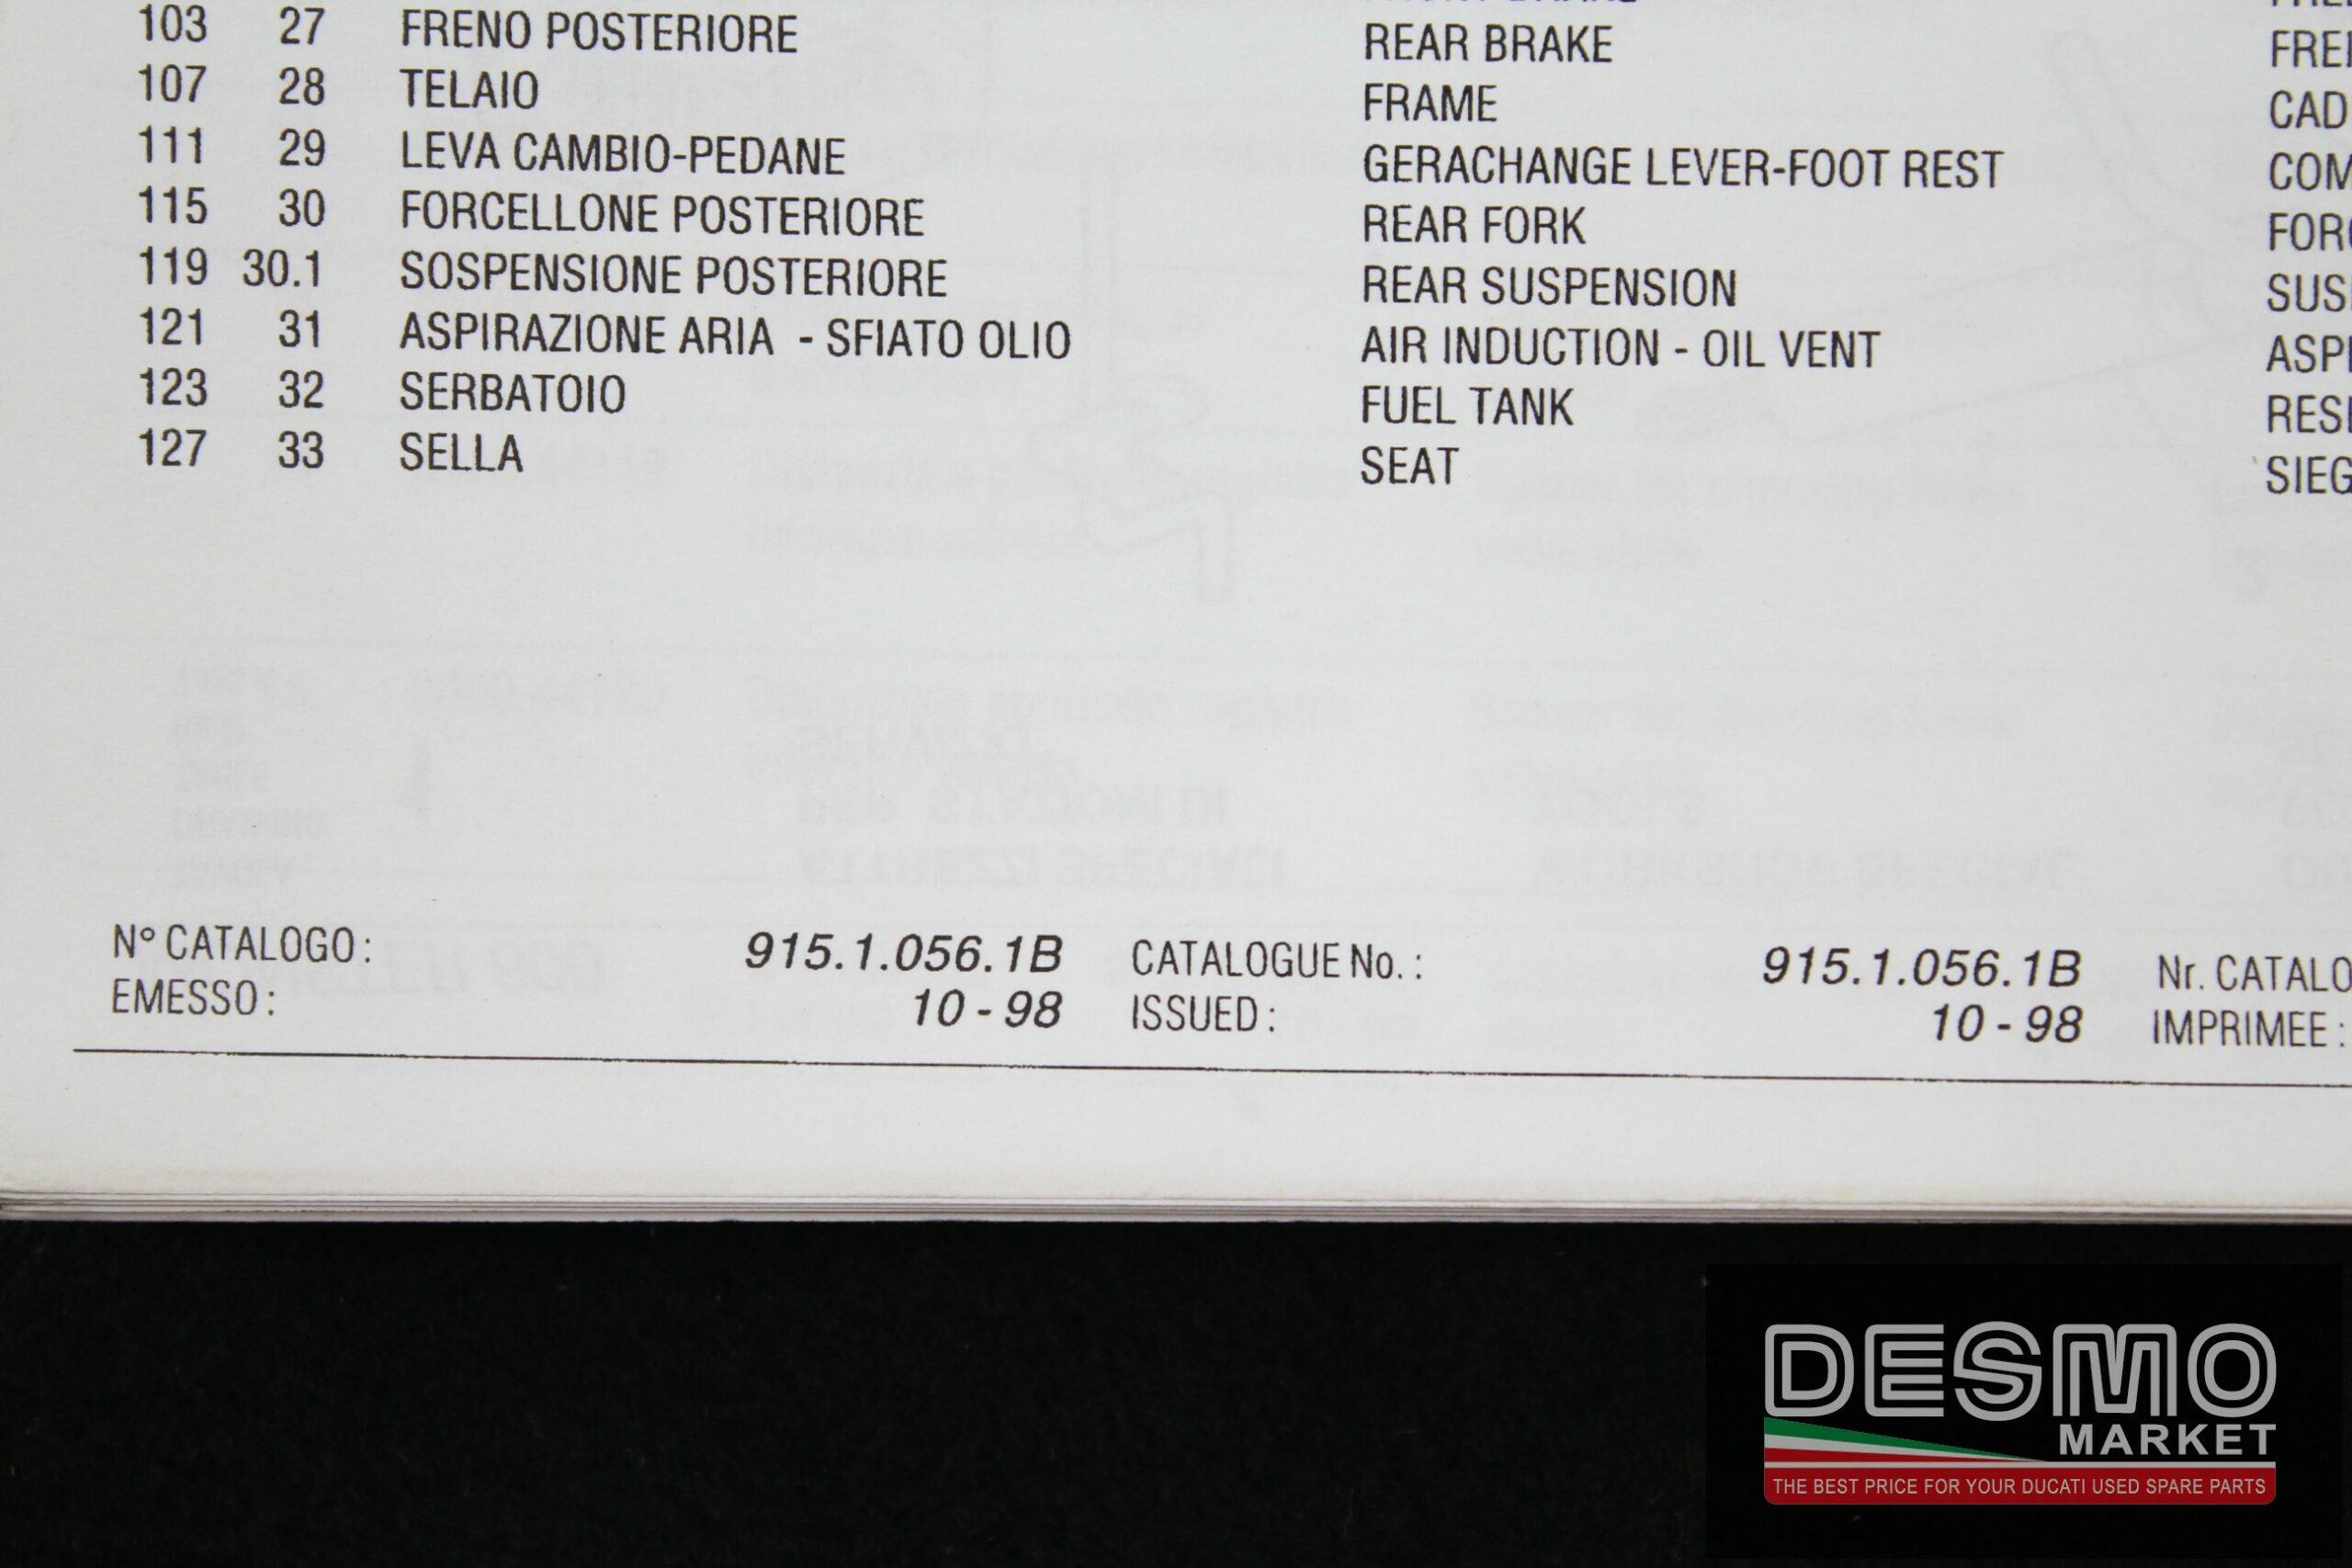 103 27 FRENO POSTERIORE REAR BRAKE
107 28 TELAIO FRAME
111 29 LEVA CAMBIO-PEDANE GERACHANGE LEVER-FOOT REST
115 30 FORCELLONE POSTERIORE REAR FORK
119 30.1 SOSPENSIONE POSTERIORE REAR SUSPENSION
121 31 ASPIRAZIONE ARIA - SFIATO OLIO AIR INDUCTION - OIL VENT
123 32 SERBATOIO FUEL TANK
127 33 SELLA SEAT
N° CATALOGO: 915.1.056.1B CATALOGUE No.: 915.1.056.1B Nr.
EMESSO: 10-98 ISSUED: 10-98 IMPRIMEE:
DESMO
MARKET
THE BEST PRICE FOR YOUR DUCATI USED SPARE PARTS